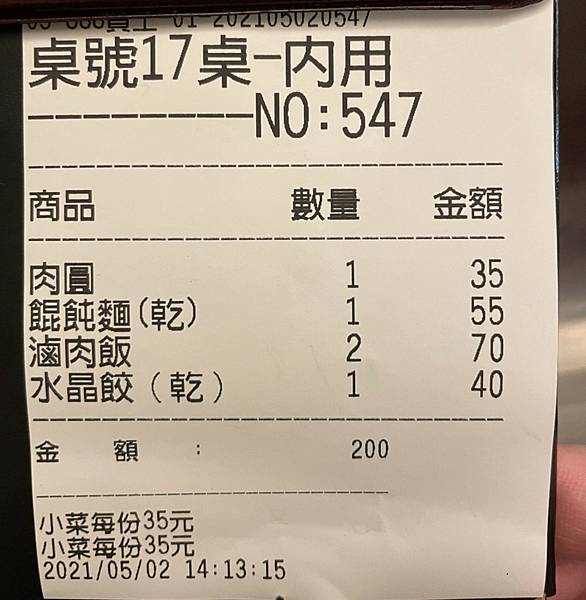 01-202105020547
桌號17桌-内用
--------NO:547
商品 數量 金額
肉圓 1 35
餛飩麵(乾) 1 55
滷肉飯 2 70
水晶餃(乾) 1 40
金 額 : 200
小菜每份35元
小菜每份35元
2021/05/02 14:13:15